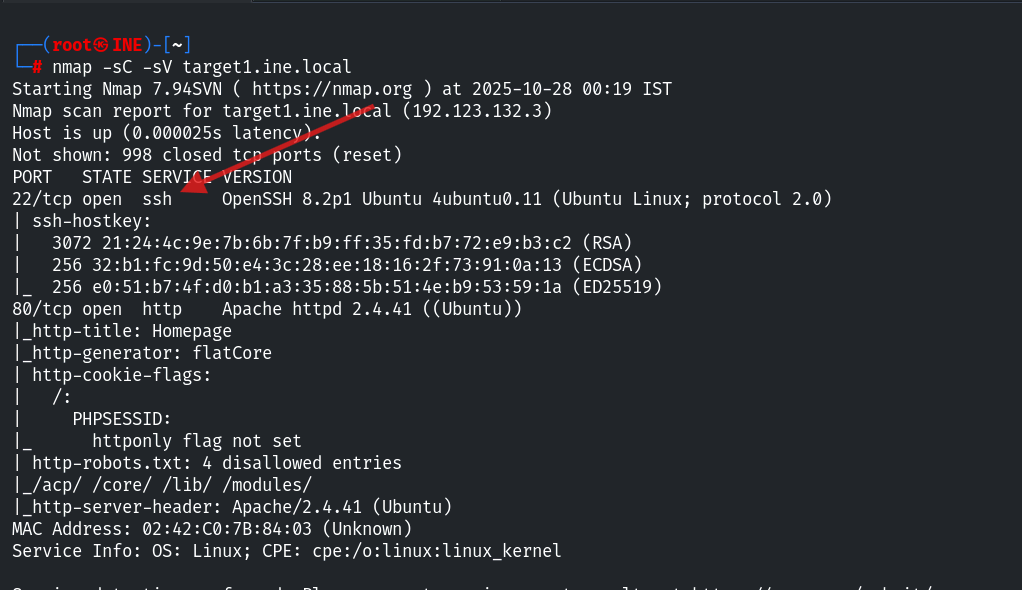 ┌──(root㉿INE)-[~]
└─# nmap -sC -sV target1.ine.local
Starting Nmap 7.94SVN ( https://nmap.org ) at 2025-10-28 00:19 IST
Nmap scan report for target1.ine.local (192.123.132.3)
Host is up (0.000025s latency).
Not shown: 998 closed tcp ports (reset)
PORT   STATE SERVICE VERSION
22/tcp open  ssh     OpenSSH 8.2p1 Ubuntu 4ubuntu0.11 (Ubuntu Linux; protocol 2.0)
| ssh-hostkey:
|   3072 21:24:4c:9e:7b:6b:7f:b9:ff:35:fd:b7:72:e9:b3:c2 (RSA)
|   256 32:b1:fc:9d:50:e4:3c:28:ee:18:16:2f:73:91:0a:13 (ECDSA)
|_  256 e0:51:b7:4f:d0:b1:a3:35:88:5b:51:4e:b9:53:59:1a (ED25519)
80/tcp open  http    Apache httpd 2.4.41 ((Ubuntu))
|_http-title: Homepage
|_http-generator: flatCore
| http-cookie-flags:
|   /:
|     PHPSESSID:
|_      httponly flag not set
| http-robots.txt: 4 disallowed entries
|_/acp/ /core/ /lib/ /modules/
|_http-server-header: Apache/2.4.41 (Ubuntu)
MAC Address: 02:42:C0:7B:84:03 (Unknown)
Service Info: OS: Linux; CPE: cpe:/o:linux:linux_kernel